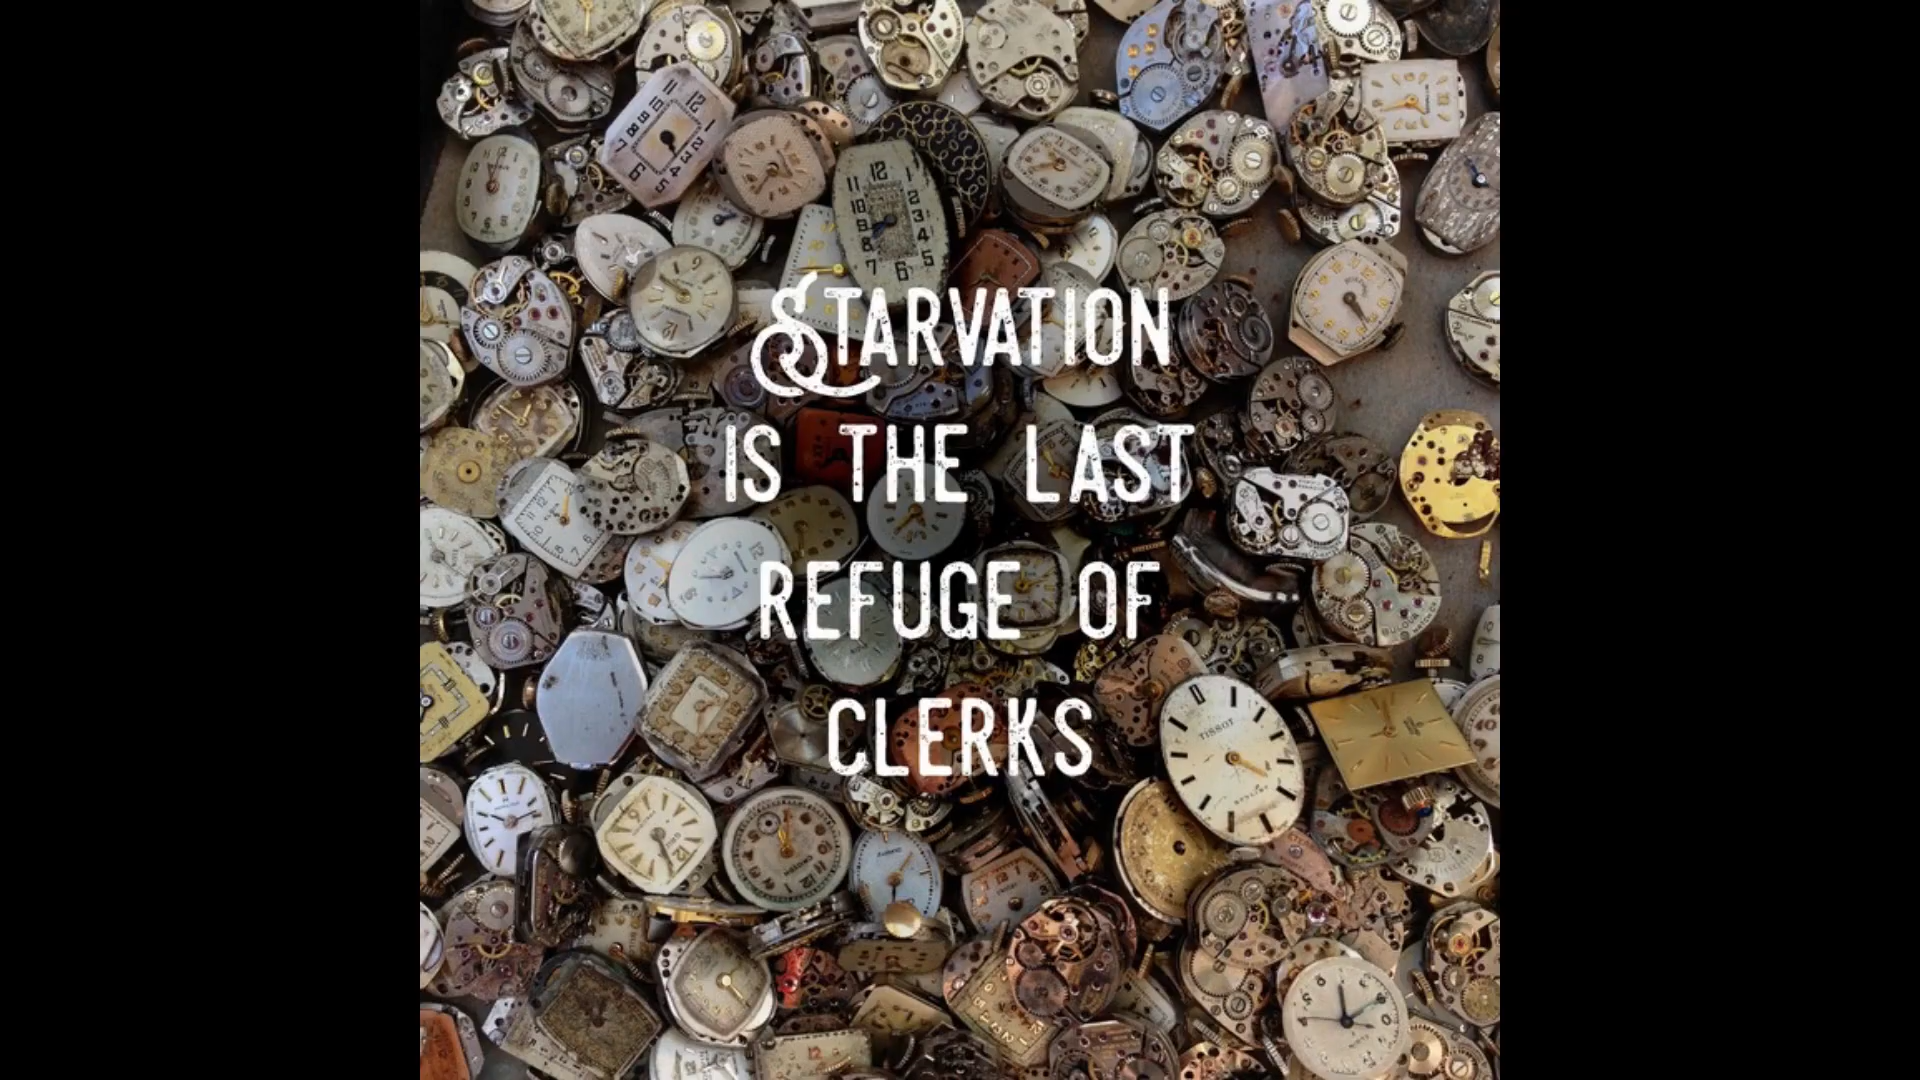 Starvation
is the last
refuge of
clerks
TISSOT